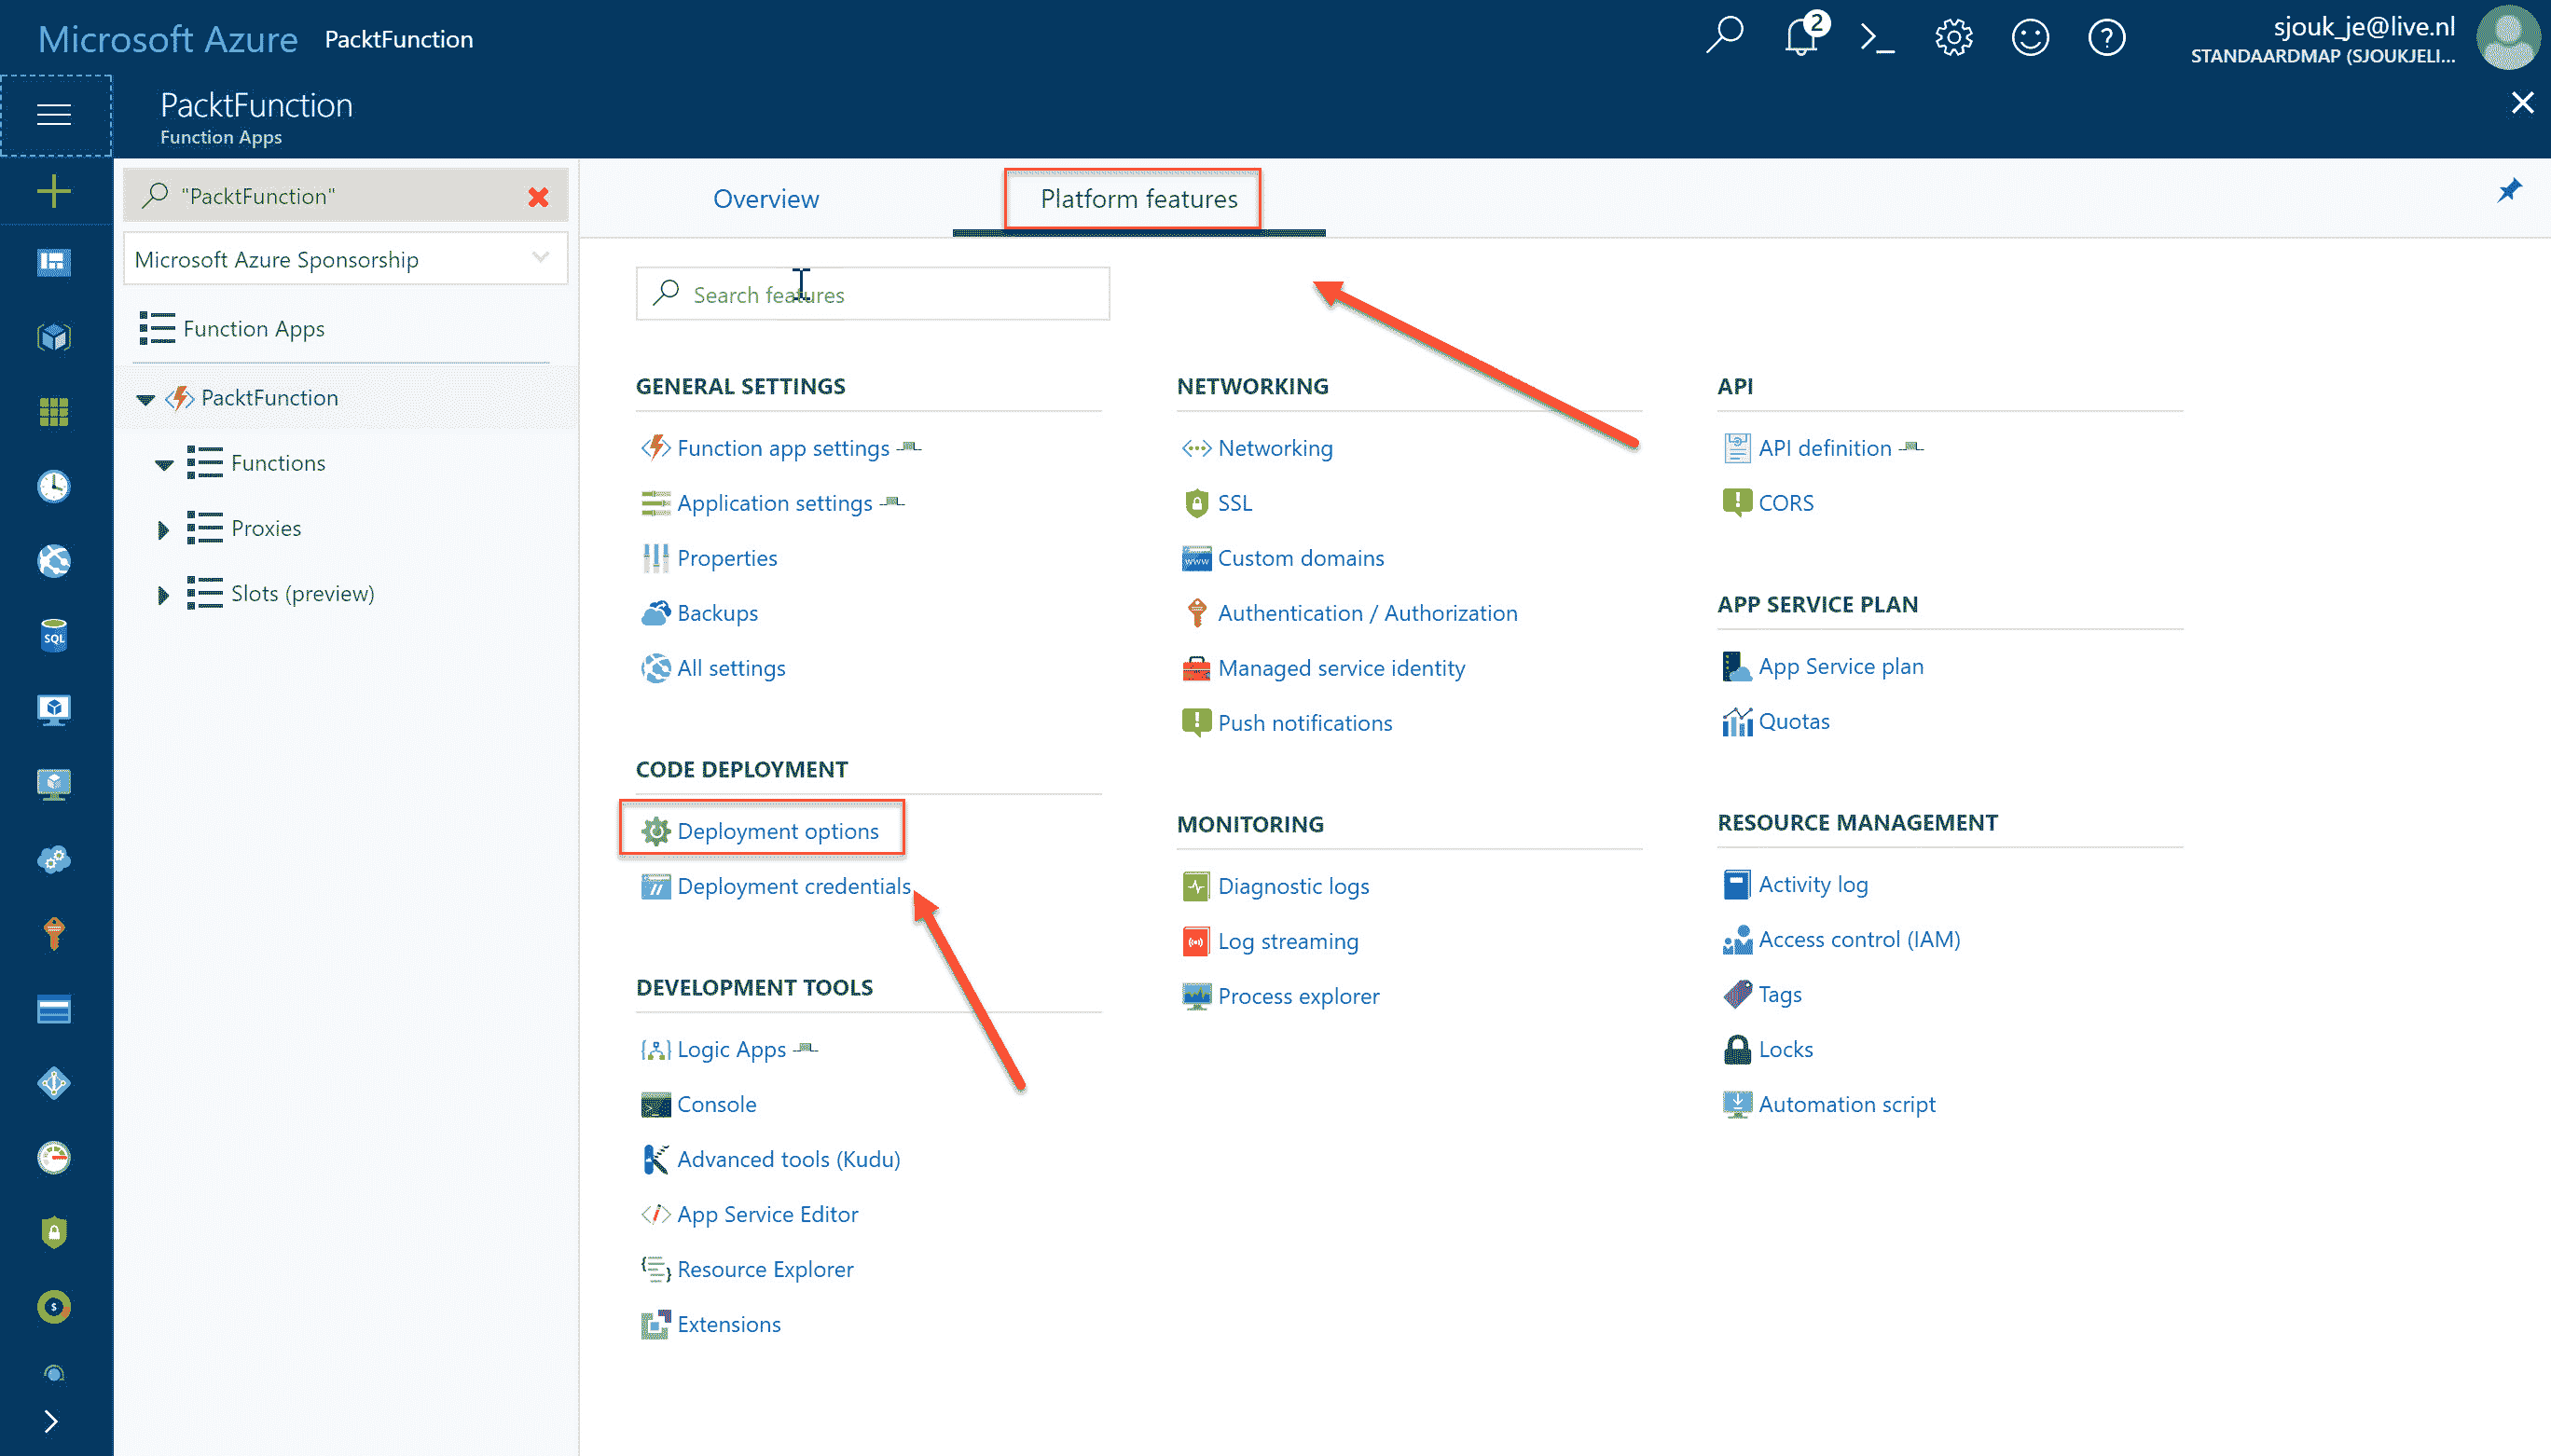 Microsoft Azure PacktFunction
2
sjouk_je@live.nl
STANDAARDMAP (SJOUKJELI...
PacktFunction
Function Apps
"PacktFunction"
Microsoft Azure Sponsorship
Function Apps
PacktFunction
Functions
Proxies
Slots (preview)
Overview
Platform features
Search features
GENERAL SETTINGS
Function app settings
Application settings
Properties
Backups
All settings
CODE DEPLOYMENT
Deployment options
Deployment credentials
DEVELOPMENT TOOLS
Logic Apps
Console
Advanced tools (Kudu)
App Service Editor
Resource Explorer
Extensions
NETWORKING
Networking
SSL
Custom domains
Authentication / Authorization
Managed service identity
Push notifications
MONITORING
Diagnostic logs
Log streaming
Process explorer
API
API definition
CORS
APP SERVICE PLAN
App Service plan
Quotas
RESOURCE MANAGEMENT
Activity log
Access control (IAM)
Tags
Locks
Automation script
SQL
www